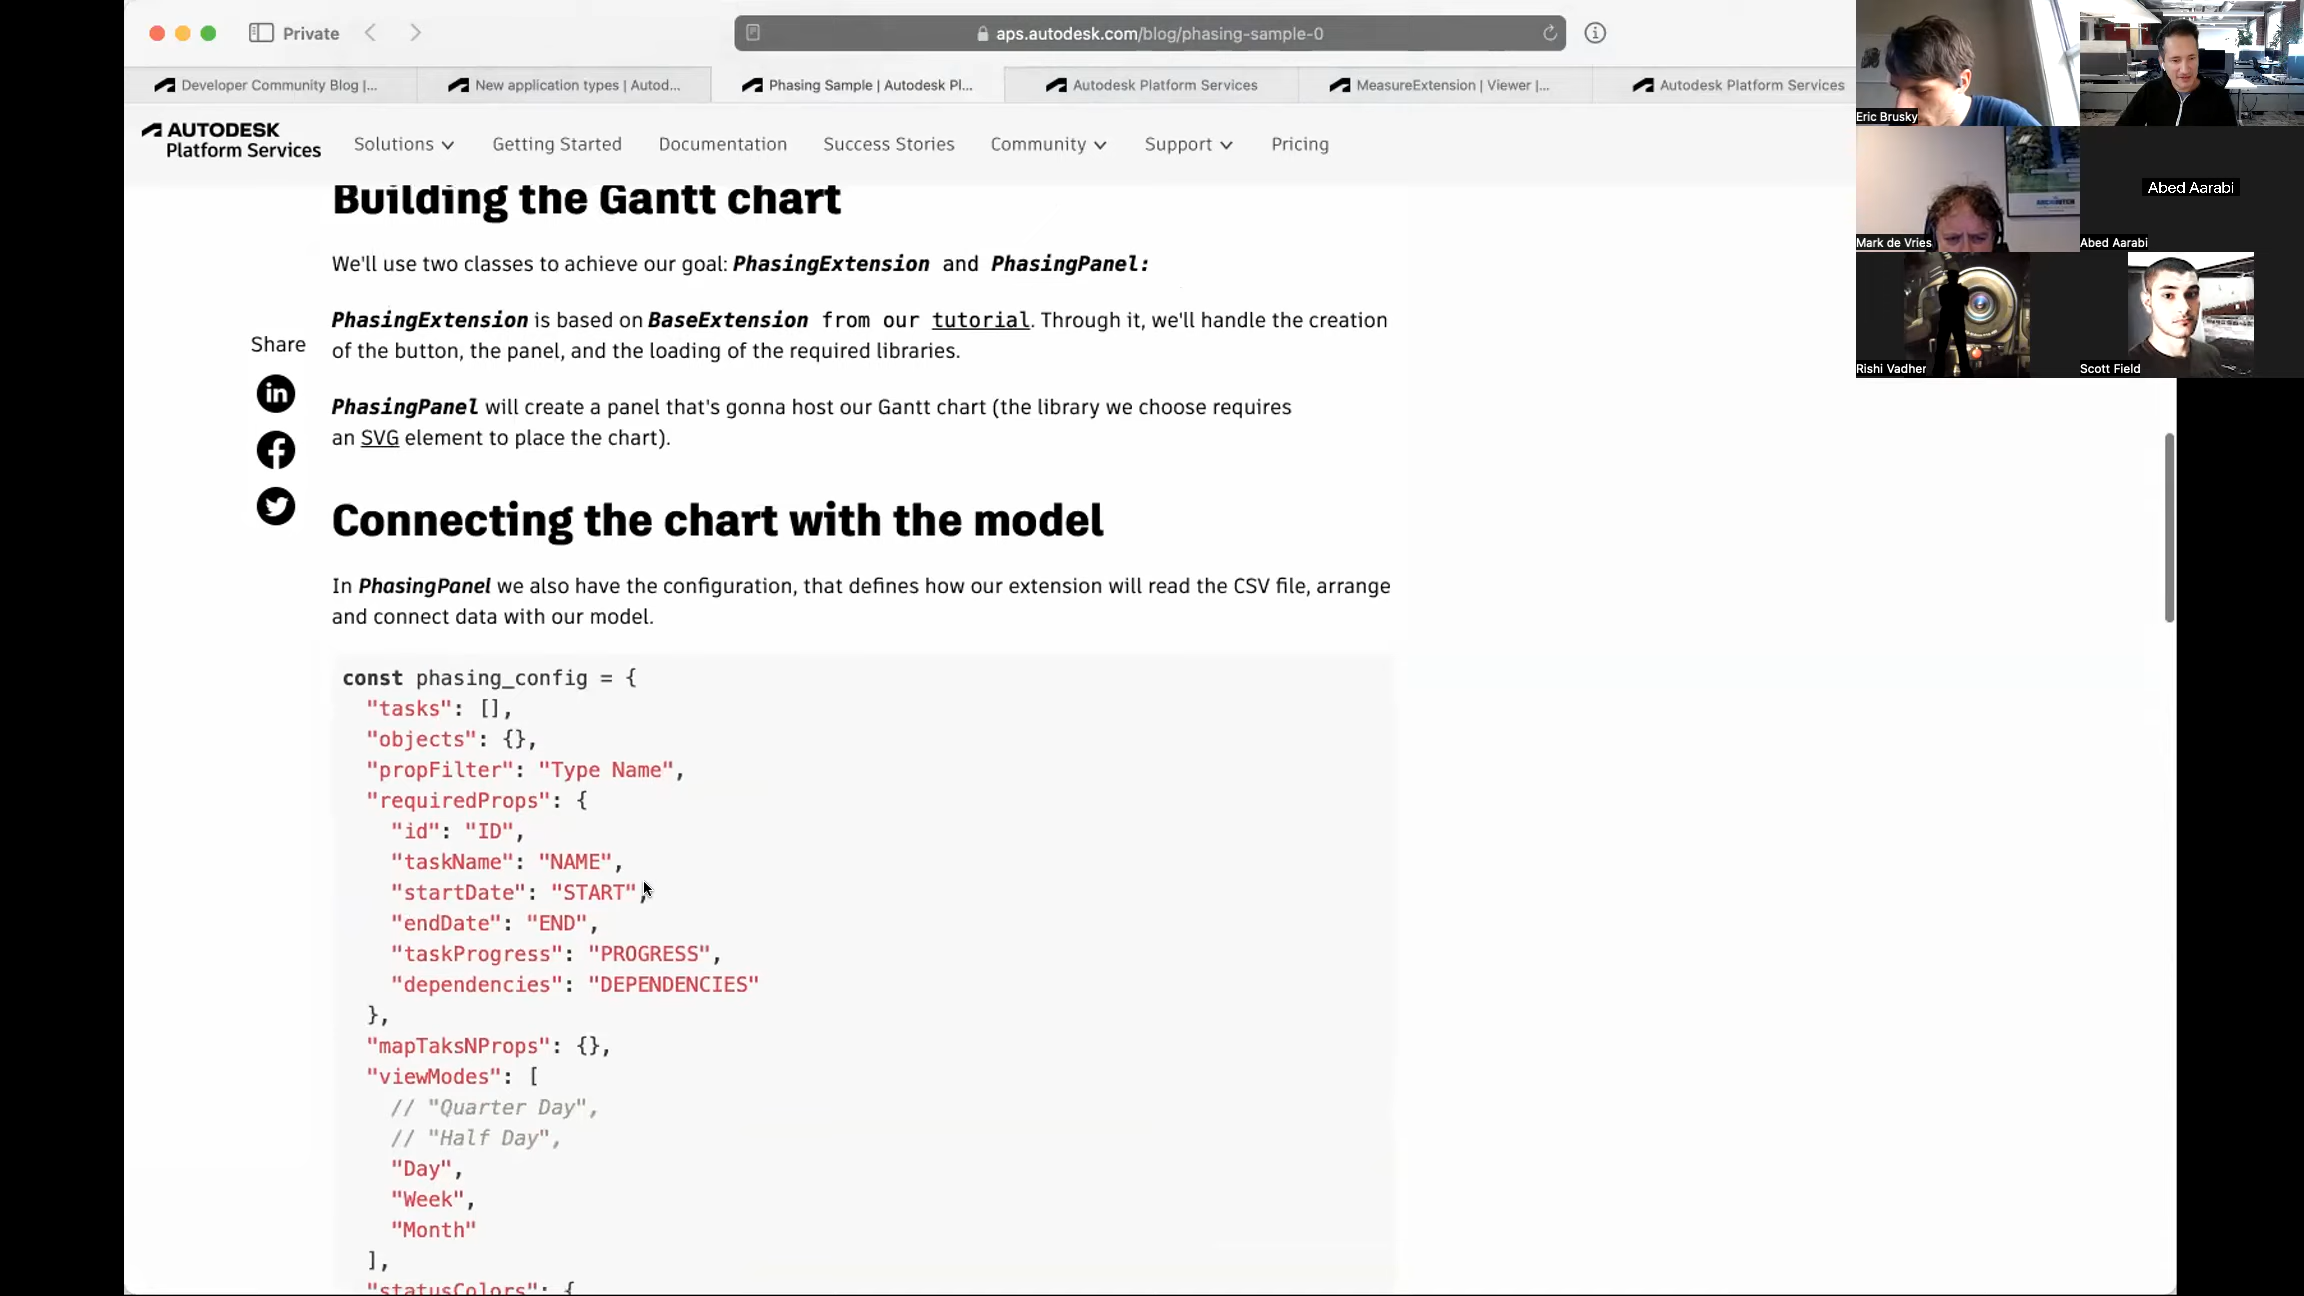 Private
aps.autodesk.com/blog/phasing-sample-0
Developer Community Blog |...
New application types | Autod...
Phasing Sample | Autodesk Pl...
Autodesk Platform Services
MeasureExtension | Viewer |...
Autodesk Platform Services
AUTODESK
Platform Services
Solutions
Getting Started
Documentation
Success Stories
Community
Support
Pricing
Building the Gantt chart
We'll use two classes to achieve our goal: PhasingExtension and PhasingPanel:
PhasingExtension is based on BaseExtension from our tutorial. Through it, we'll handle the creation
of the button, the panel, and the loading of the required libraries.
Share
in
PhasingPanel will create a panel that's gonna host our Gantt chart (the library we choose requires
an SVG element to place the chart).
Connecting the chart with the model
In PhasingPanel we also have the configuration, that defines how our extension will read the CSV file, arrange
and connect data with our model.
const phasing_config = {
"tasks": [],
"objects": {},
"propFilter": "Type Name",
"requiredProps": {
"id": "ID",
"taskName": "NAME",
"startDate": "START",
"endDate": "END",
"taskProgress": "PROGRESS",
"dependencies": "DEPENDENCIES"
},
"mapTaksNProps": {},
"viewModes": [
// "Quarter Day",
// "Half Day",
"Day",
"Week",
"Month"
],
"statusColors": {
Eric Brusky
Mark de Vries
Abed Aarabi
Abed Aarabi
Rishi Vadher
Scott Field